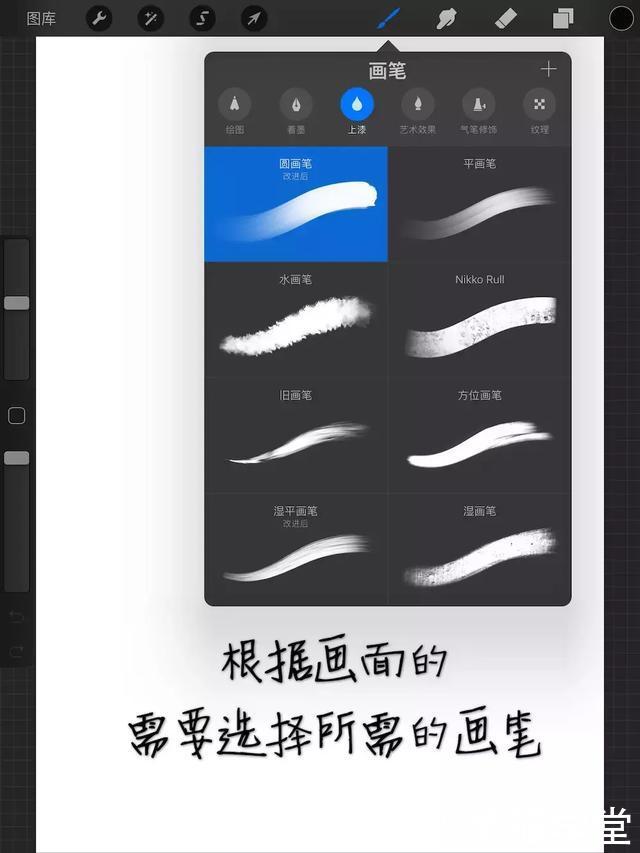 图库
画笔
绘图
着墨
上漆
艺术效果
气笔修饰
纹理
圆画笔
改进后
平画笔
水画笔
Nikko Rull
旧画笔
方位画笔
湿平画笔
改进后
湿画笔
根据画面的
需要选择所需的画笔
堂